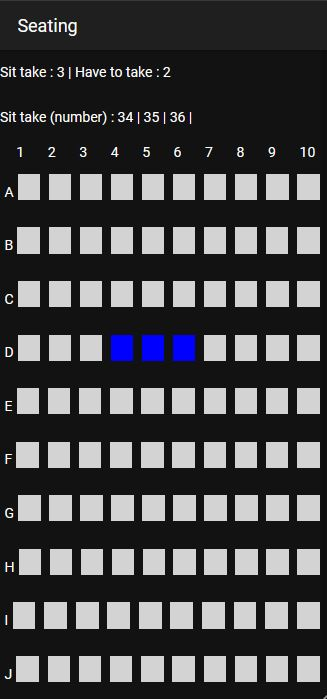 Seating
Sit take : 3 | Have to take : 2
Sit take (number) : 34 | 35 | 36 |
1 2 3 4 5 6 7 8 9 10
A
B
C
D
E
F
G
H
I
J